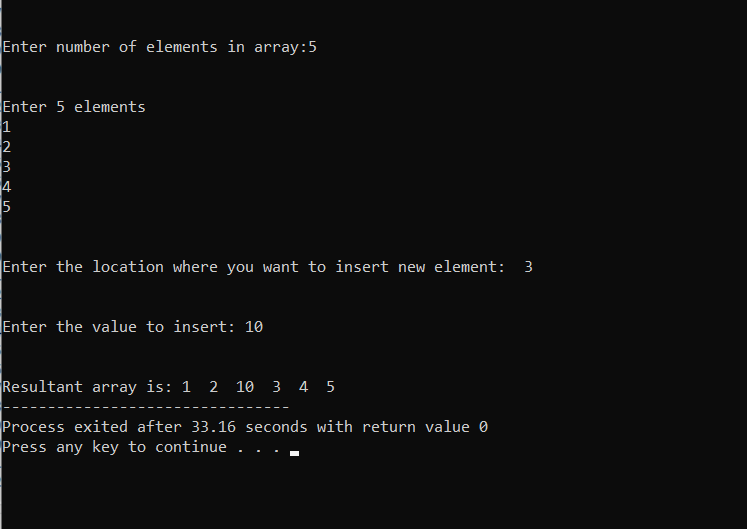 Enter number of elements in array:5
Enter 5 elements
1
2
3
4
5
Enter the location where you want to insert new element:  3
Enter the value to insert: 10
Resultant array is: 1  2  10  3  4  5
--------------------------------
Process exited after 33.16 seconds with return value 0
Press any key to continue . . .